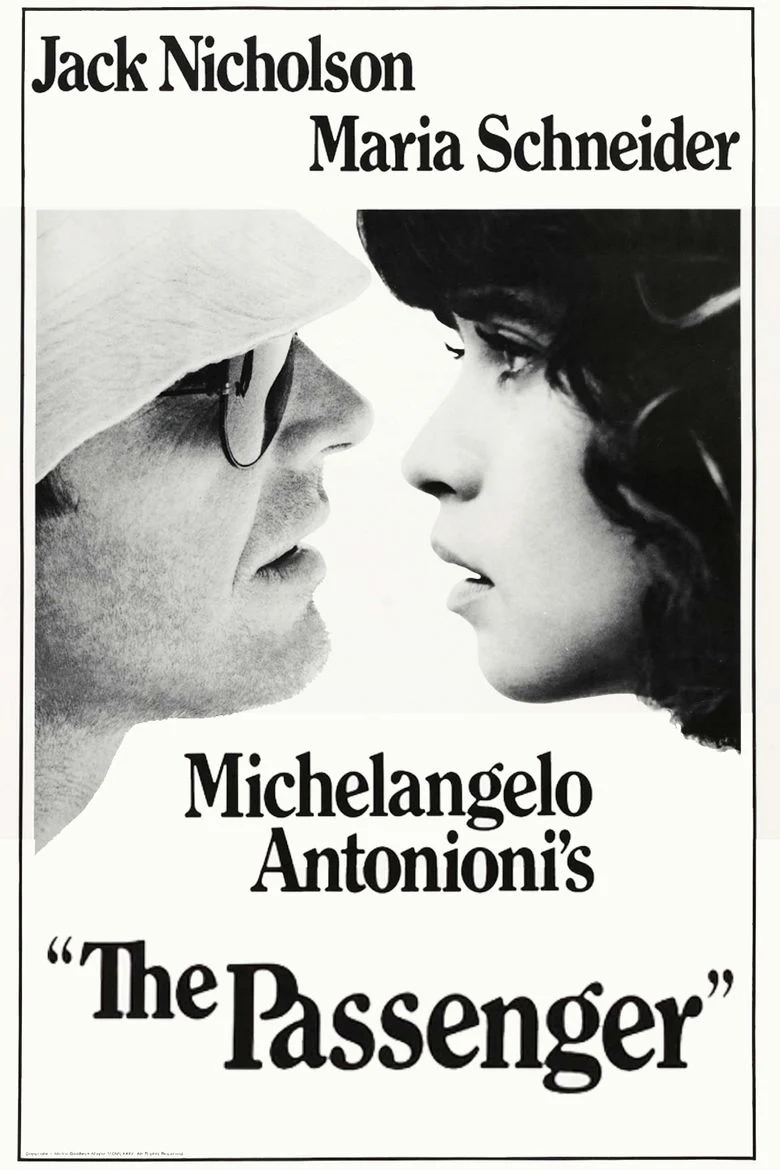 Jack Nicholson
Maria Schneider
Michelangelo
Antonioni's
“The Passenger”